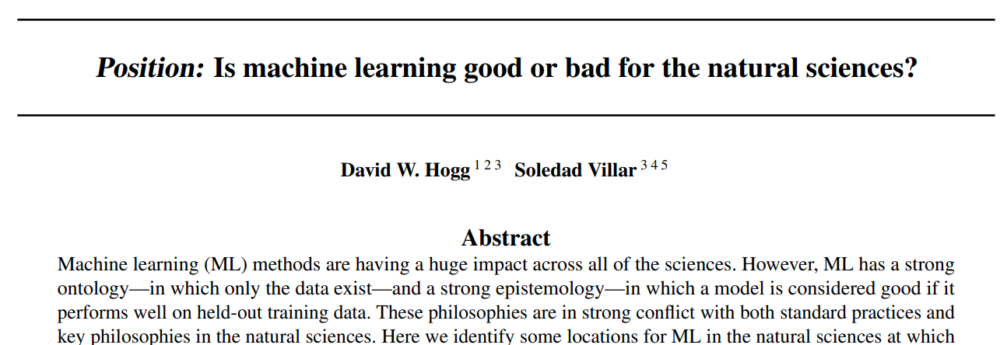 Position: Is machine learning good or bad for the natural sciences?
David W. Hogg 1 2 3 Soledad Villar 3 4 5
Abstract
Machine learning (ML) methods are having a huge impact across all of the sciences. However, ML has a strong
ontology—in which only the data exist—and a strong epistemology—in which a model is considered good if it
performs well on held-out training data. These philosophies are in strong conflict with both standard practices and
key philosophies in the natural sciences. Here we identify some locations for ML in the natural sciences at which